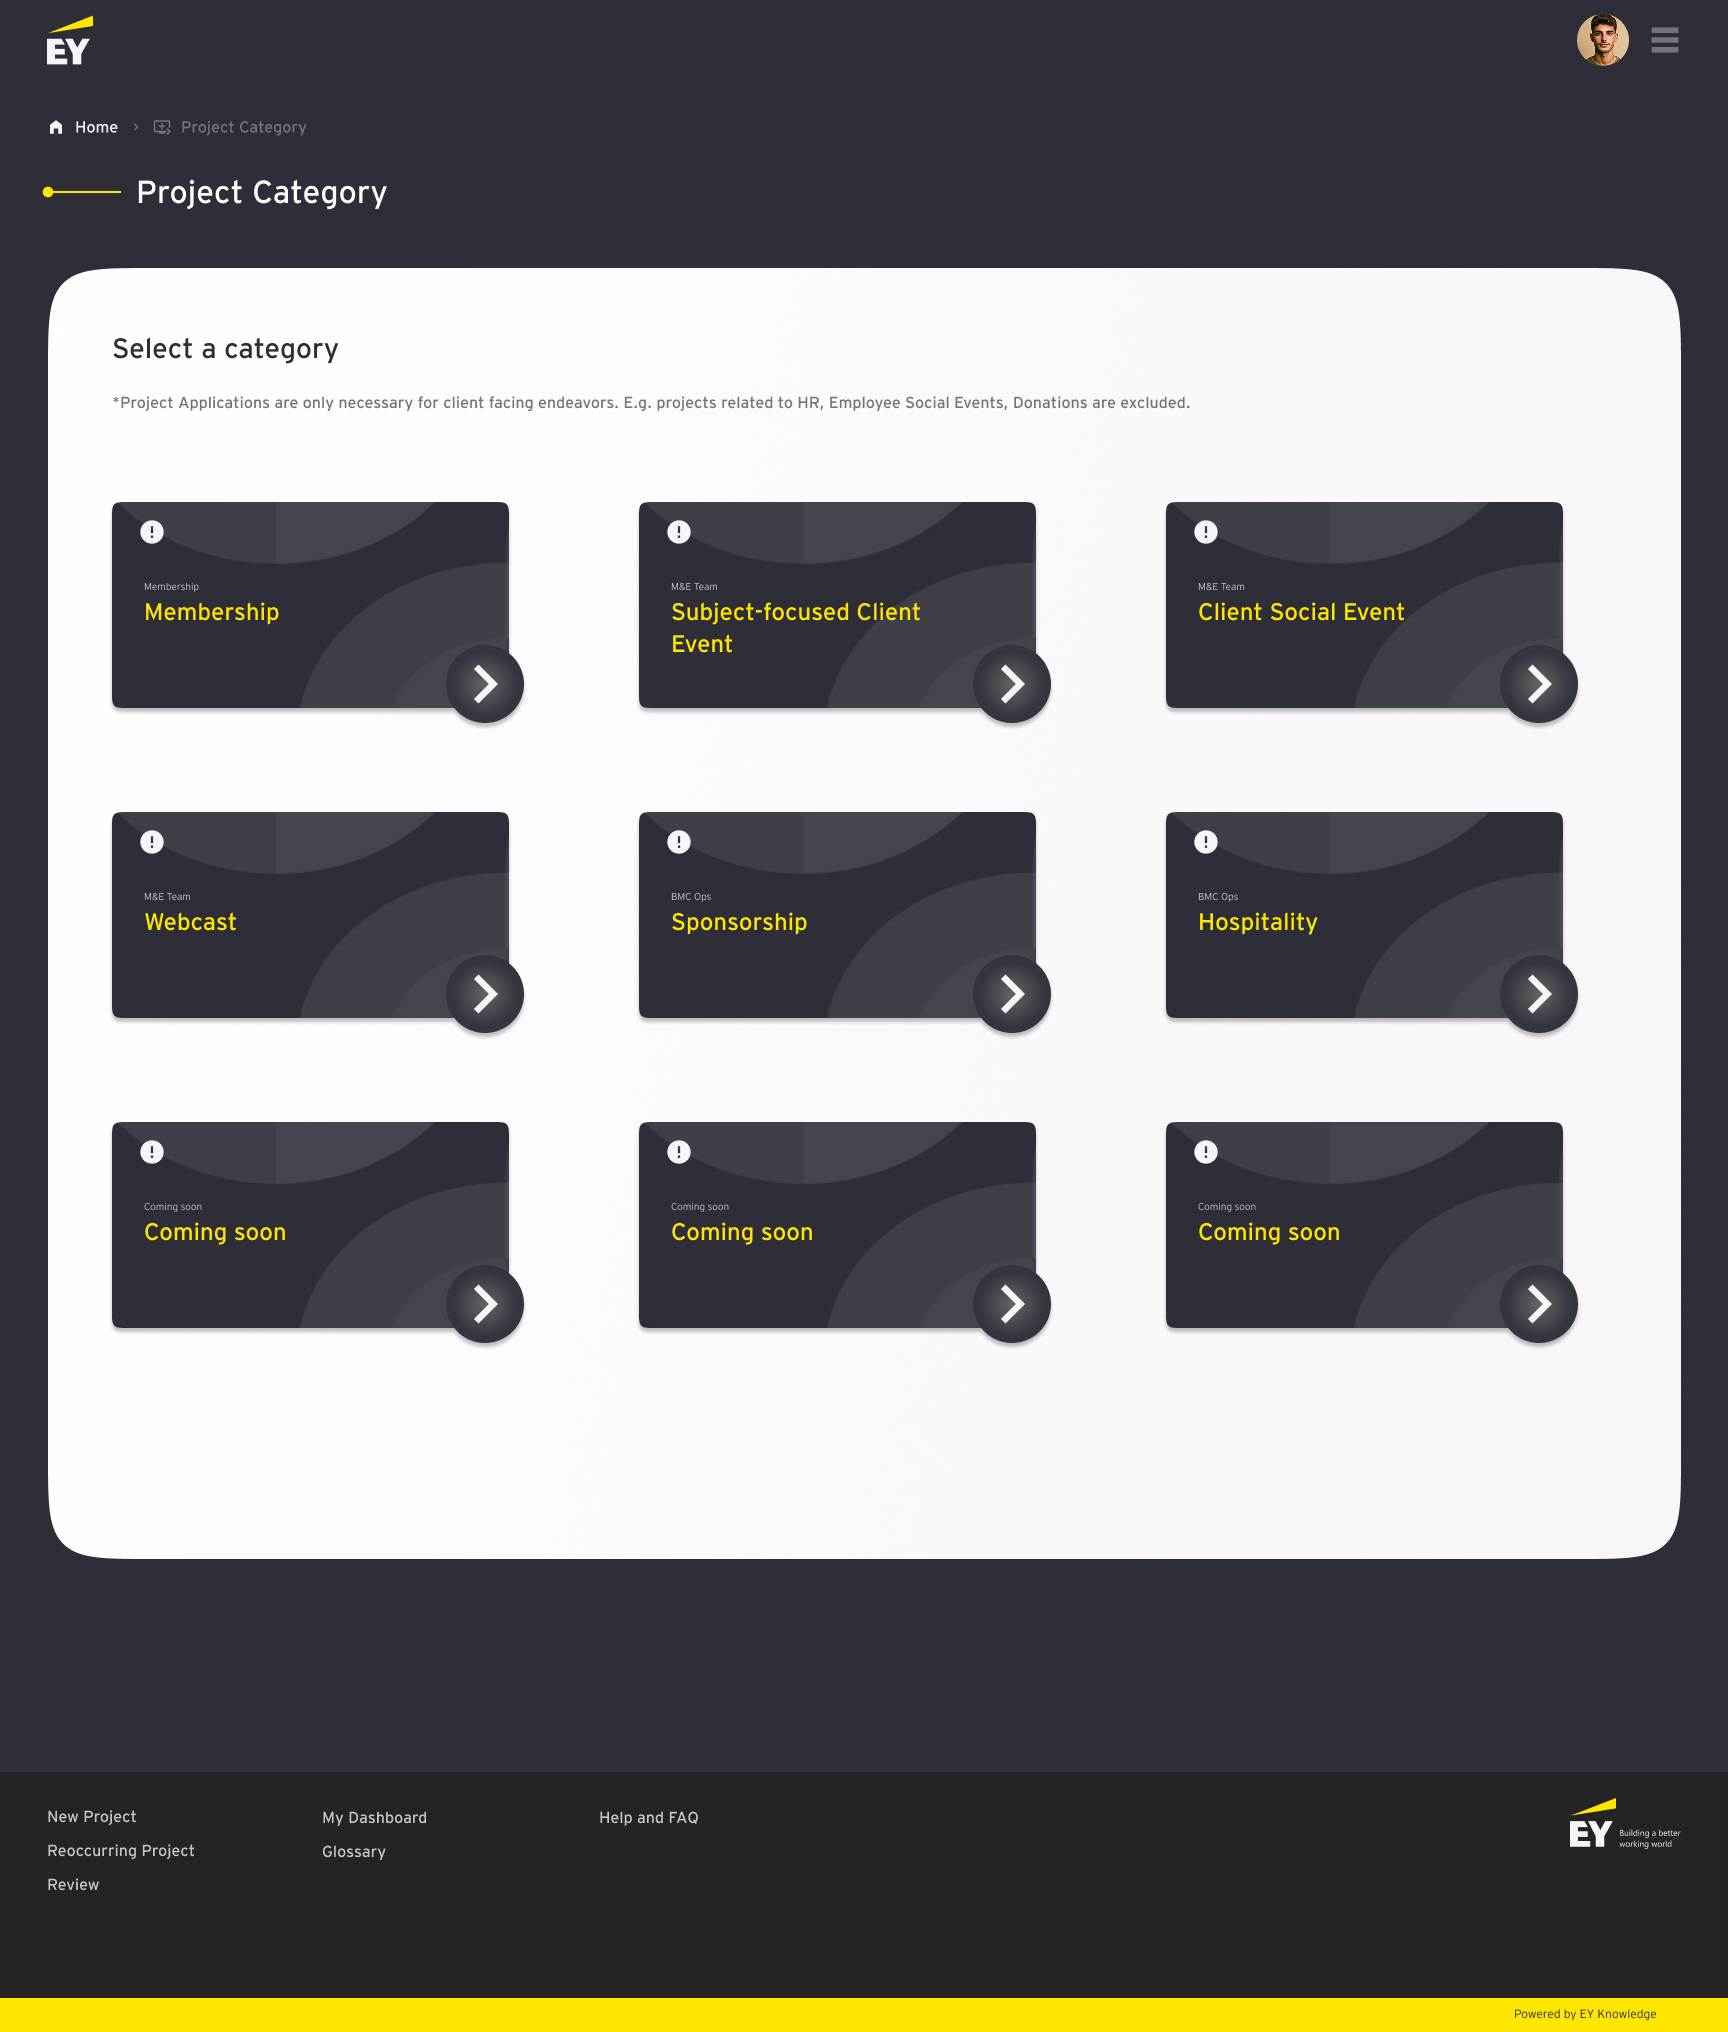 EY
Home
Project Category
Project Category
Select a category
*Project Applications are only necessary for client facing endeavors. E.g. projects related to HR, Employee Social Events, Donations are excluded.
Membership
Membership
M&E Team
Subject-focused Client
Event
M&E Team
Client Social Event
M&E Team
Webcast
BMC Ops
Sponsorship
BMC Ops
Hospitality
Coming soon
Coming soon
Coming soon
Coming soon
Coming soon
Coming soon
New Project
Reoccurring Project
Review
My Dashboard
Glossary
Help and FAQ
EY
Building a better
working world
Powered by EY Knowledge